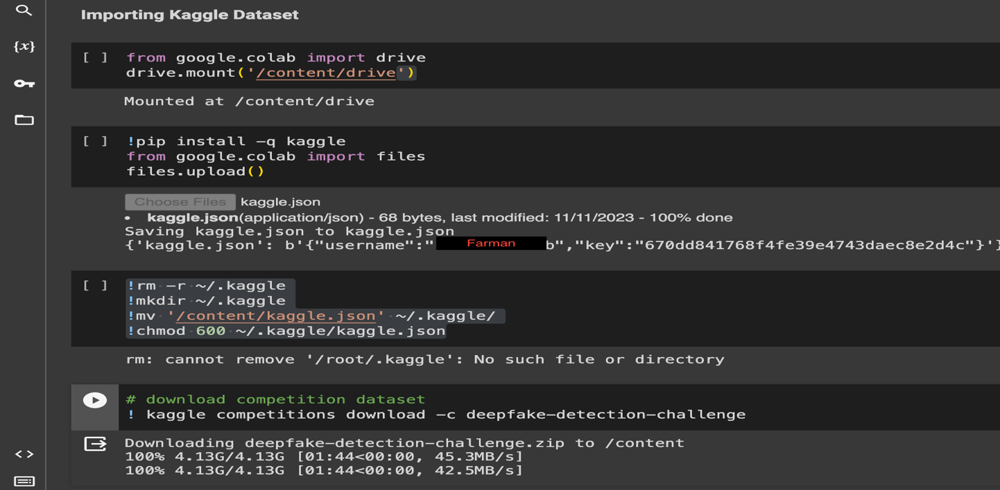 Importing Kaggle Dataset
{x}
[ ] from google.colab import drive
drive.mount('/content/drive')
Mounted at /content/drive
[ ] !pip install -q kaggle
from google.colab import files
files.upload()
Choose Files kaggle.json
• kaggle.json(application/json) - 68 bytes, last modified: 11/11/2023 - 100% done
Saving kaggle.json to kaggle.json
{'kaggle.json': b'{"username":" Farman b","key":"670dd841768f4fe39e4743daec8e2d4c"}'}
[ ] !rm -r ~/.kaggle
!mkdir ~/.kaggle
!mv '/content/kaggle.json' ~/.kaggle/
!chmod 600 ~/.kaggle/kaggle.json
rm: cannot remove '/root/.kaggle': No such file or directory
# download competition dataset
! kaggle competitions download -c deepfake-detection-challenge
Downloading deepfake-detection-challenge.zip to /content
100% 4.13G/4.13G [01:44<00:00, 45.3MB/s]
100% 4.13G/4.13G [01:44<00:00, 42.5MB/s]